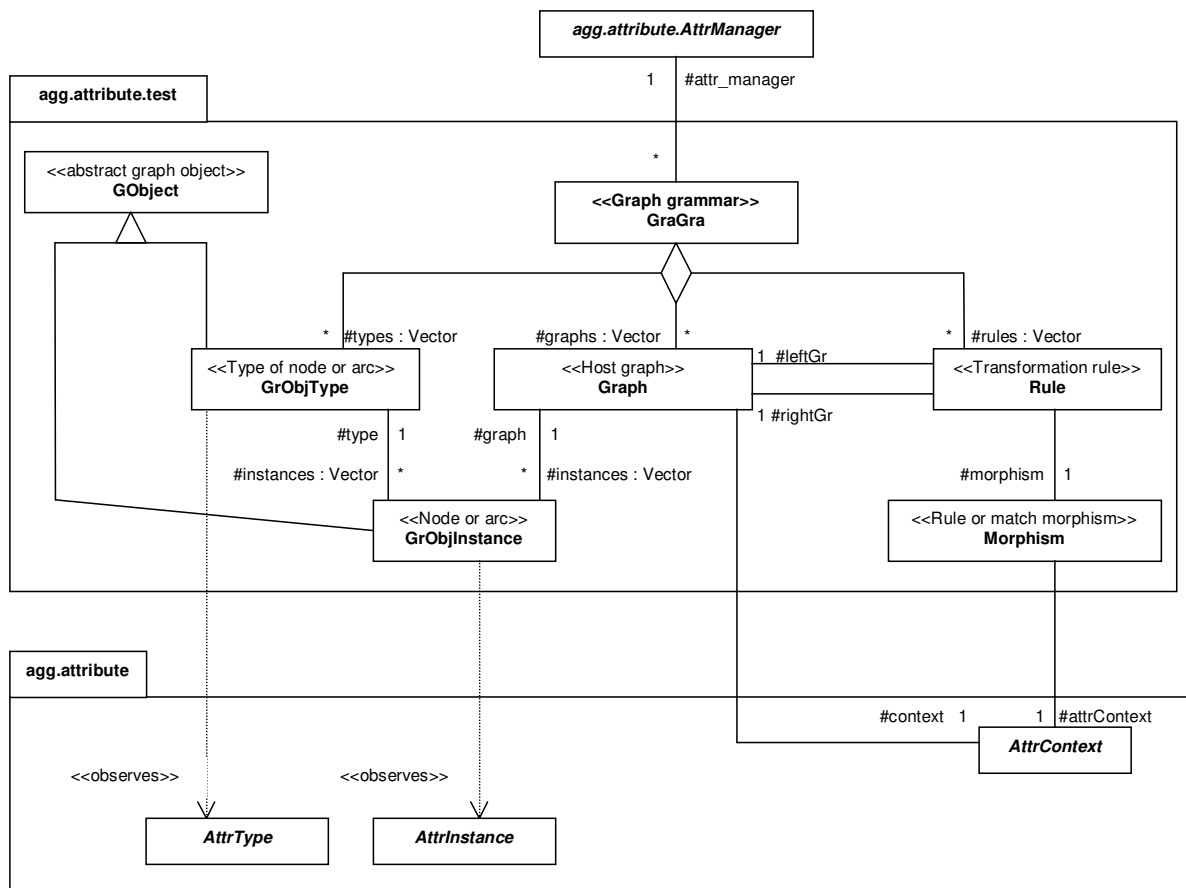 agg.attribute.AttrManager
1 #attr_manager
agg.attribute.test
*
<<abstract graph object>>
GObject
<<Graph grammar>>
GraGra
* #types : Vector
#graphs : Vector *
* #rules : Vector
<<Type of node or arc>>
GrObjType
<<Host graph>>
Graph
1 #leftGr
1 #rightGr
<<Transformation rule>>
Rule
#type 1
#graph 1
#instances : Vector *
* #instances : Vector
#morphism 1
<<Node or arc>>
GrObjInstance
<<Rule or match morphism>>
Morphism
agg.attribute
#context 1
1 #attrContext
AttrContext
<<observes>>
<<observes>>
AttrType
AttrInstance